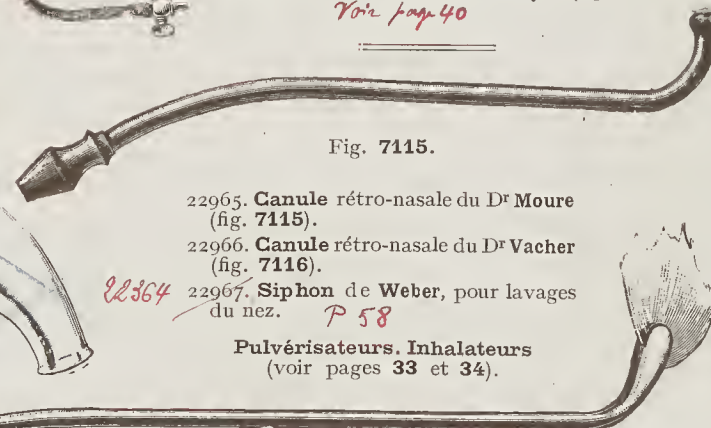 Voir page 40
Fig. 7115.
22965. Canule rétro-nasale du Dr Moure
(fig. 7115).
22966. Canule rétro-nasale du Dr Vacher
(fig. 7116).
22364 22967. Siphon de Weber, pour lavages
du nez. P 58
Pulvérisateurs. Inhalateurs
(voir pages 33 et 34).